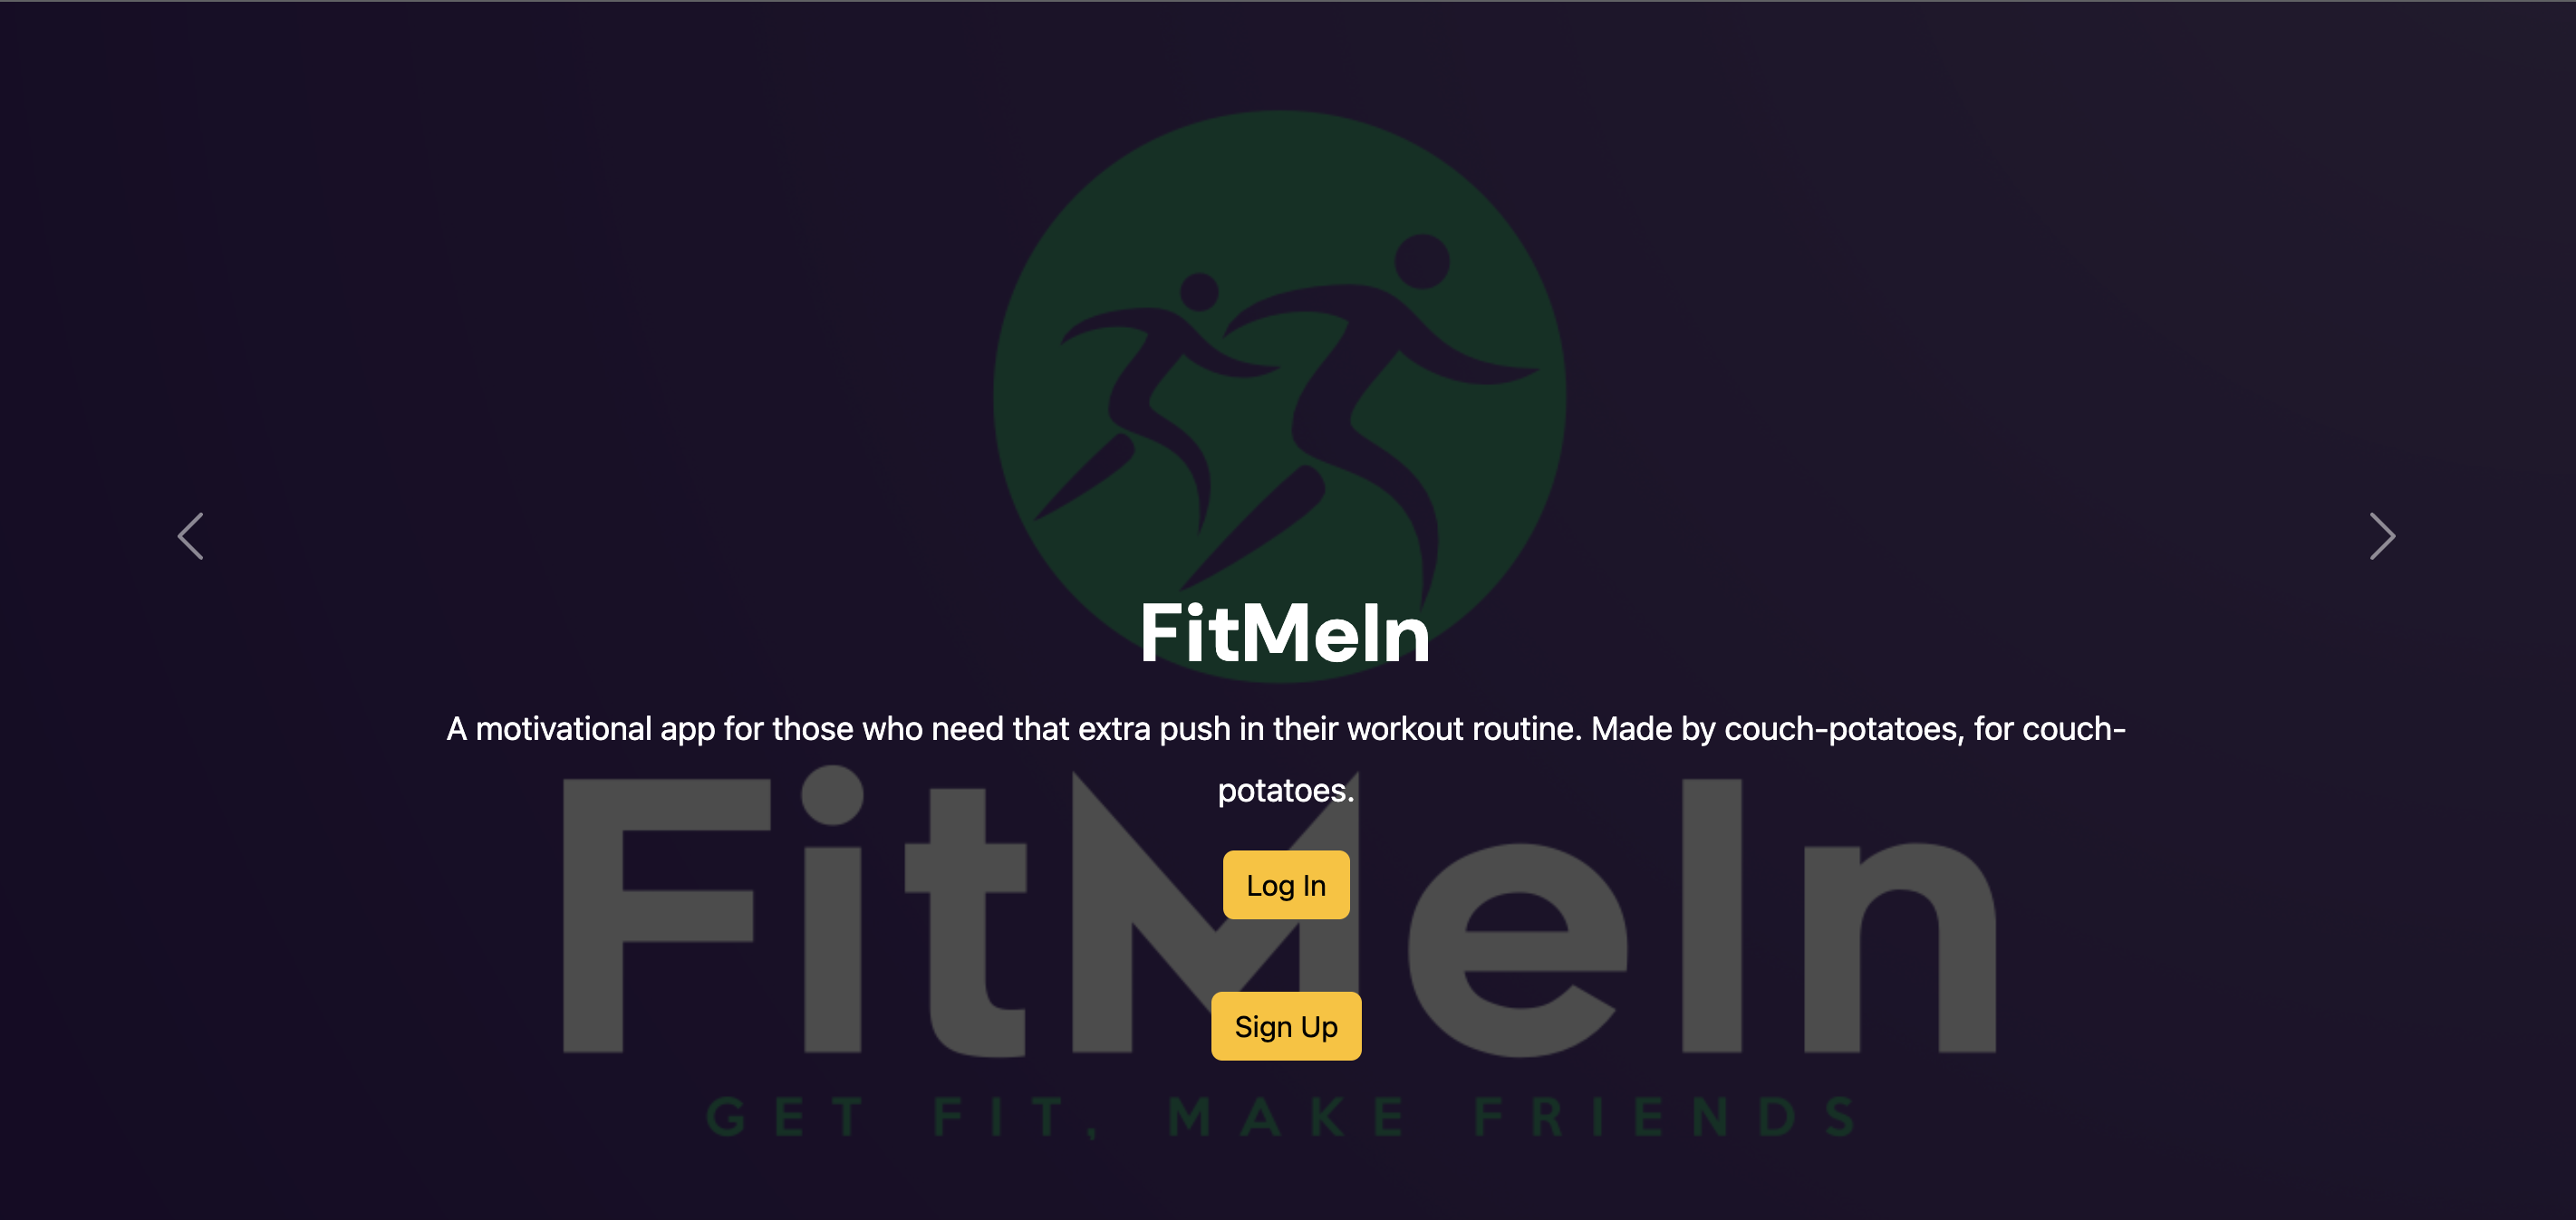 FitMeIn
A motivational app for those who need that extra push in their workout routine. Made by couch-potatoes, for couch-
potatoes.
FitMeIn
Log In
Sign Up
GET FIT, MAKE FRIENDS